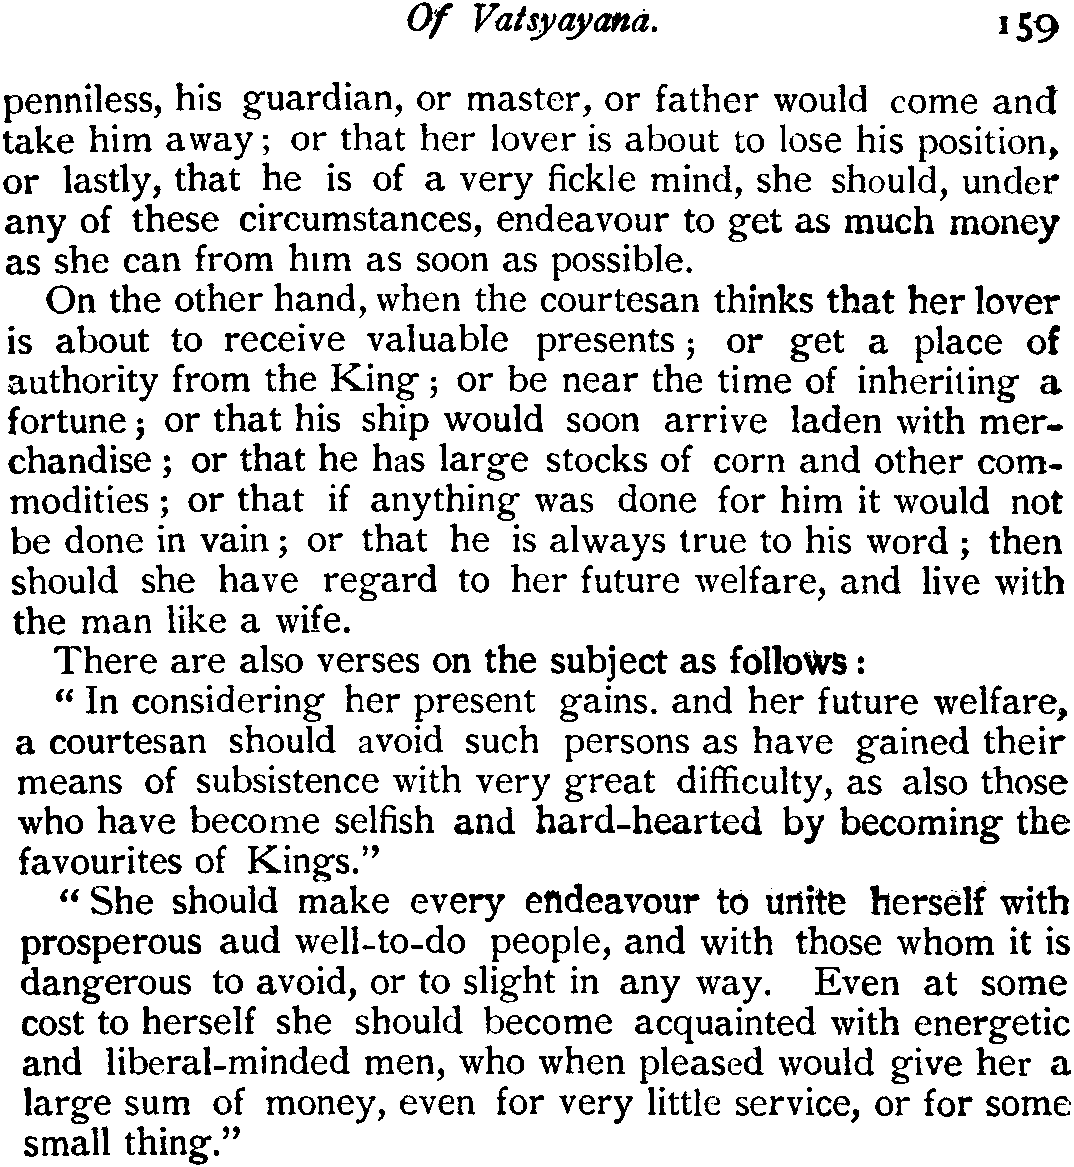 Of Vatsyayana. 159
penniless, his guardian, or master, or father would come and
take him away; or that her lover is about to lose his position,
or lastly, that he is of a very fickle mind, she should, under
any of these circumstances, endeavour to get as much money
as she can from him as soon as possible.
On the other hand, when the courtesan thinks that her lover
is about to receive valuable presents; or get a place of
authority from the King; or be near the time of inheriting a
fortune; or that his ship would soon arrive laden with mer-
chandise; or that he has large stocks of corn and other com-
modities; or that if anything was done for him it would not
be done in vain; or that he is always true to his word; then
should she have regard to her future welfare, and live with
the man like a wife.
There are also verses on the subject as follows:
“ In considering her present gains. and her future welfare,
a courtesan should avoid such persons as have gained their
means of subsistence with very great difficulty, as also those
who have become selfish and hard-hearted by becoming the
favourites of Kings.”
“ She should make every endeavour to unite herself with
prosperous aud well-to-do people, and with those whom it is
dangerous to avoid, or to slight in any way. Even at some
cost to herself she should become acquainted with energetic
and liberal-minded men, who when pleased would give her a
large sum of money, even for very little service, or for some
small thing.”